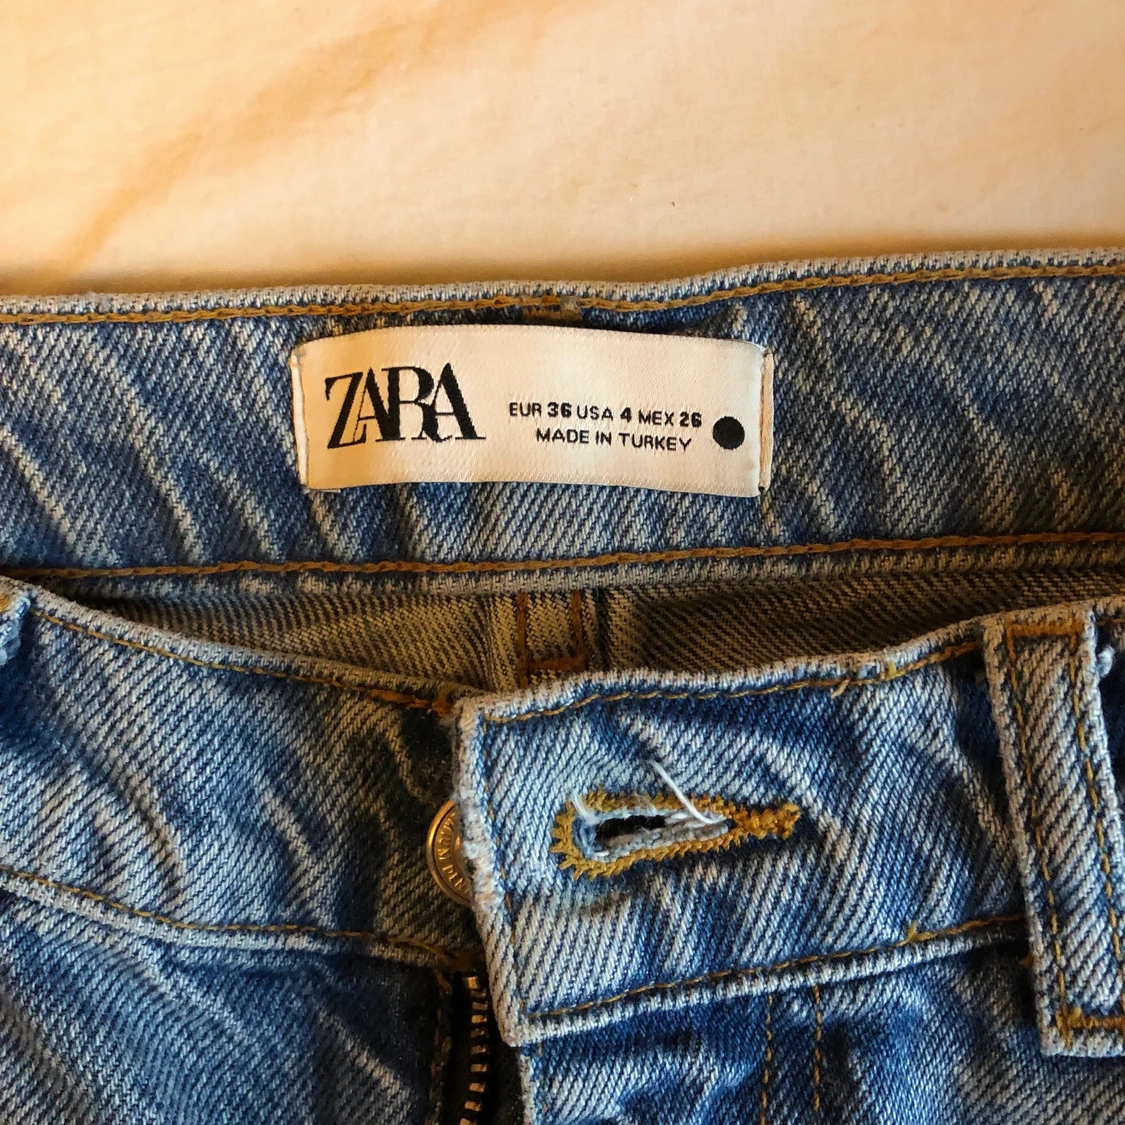 ZARA
EUR 36 USA 4 MEX 26
MADE IN TURKEY